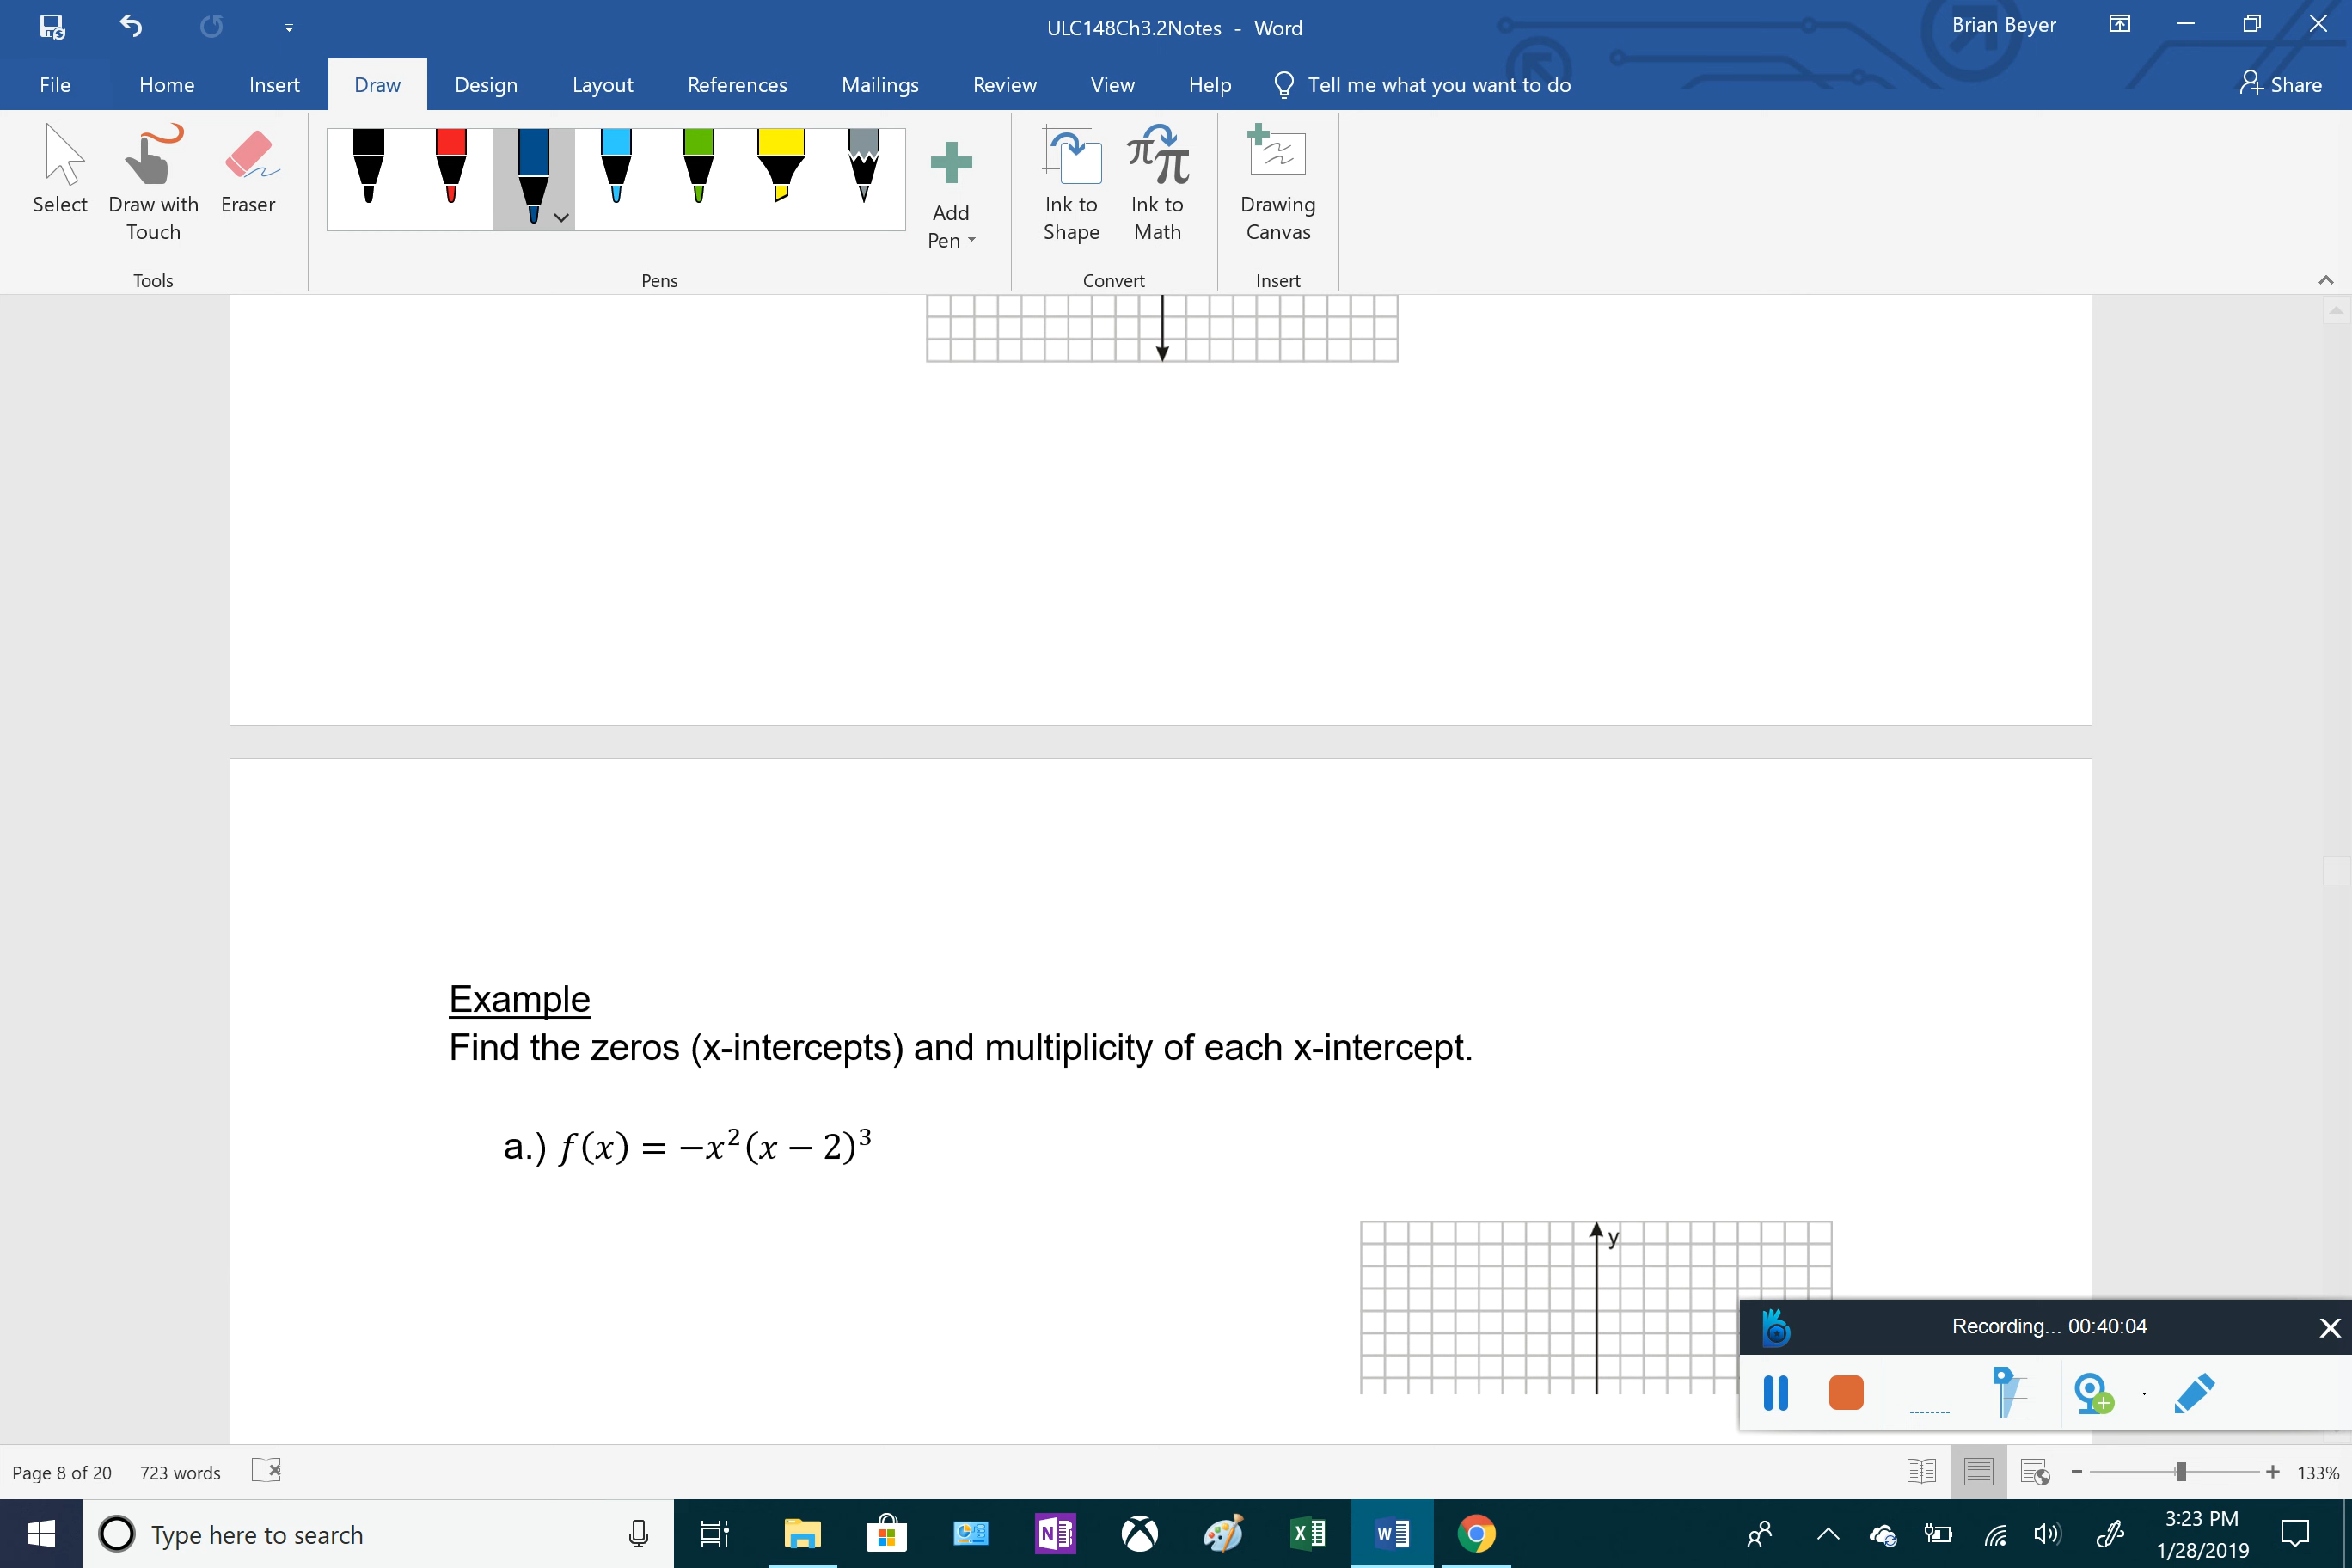 ULC148Ch3.2Notes - Word
Brian Beyer
File Home Insert Draw Design Layout References Mailings Review View Help Tell me what you want to do Share
Select Draw with Touch Eraser
Add Pen
Ink to Shape Ink to Math
Drawing Canvas
Tools Pens Convert Insert
Example
Find the zeros (x-intercepts) and multiplicity of each x-intercept.
a.) f(x) = −x²(x − 2)³
y
Recording... 00:40:04
Page 8 of 20 723 words 133%
Type here to search
3:23 PM
1/28/2019